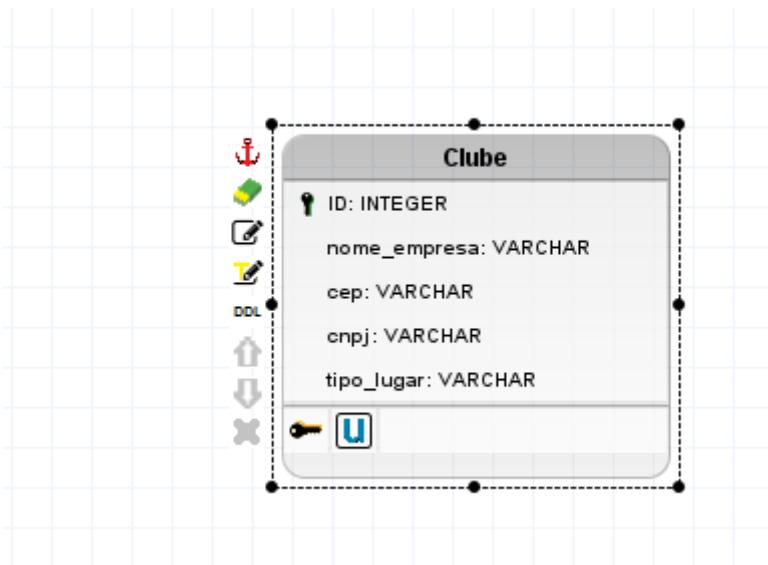 Clube
ID: INTEGER
nome_empresa: VARCHAR
cep: VARCHAR
cnpj: VARCHAR
DDL
tipo_lugar: VARCHAR
U